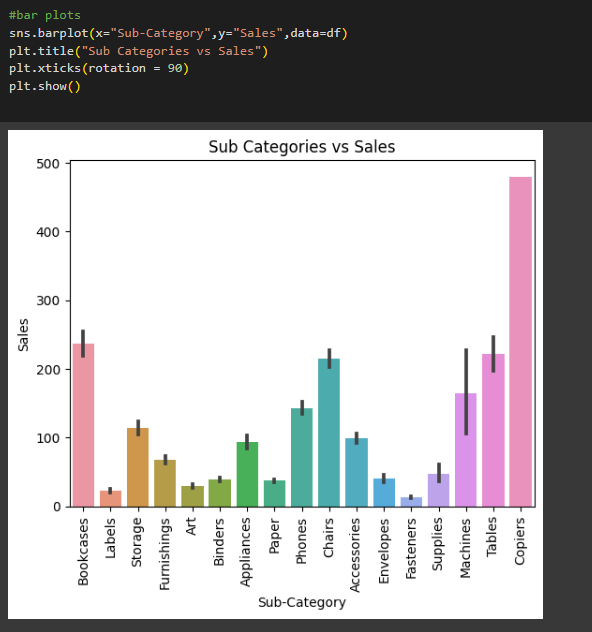 #bar plots
sns.barplot(x="Sub-Category",y="Sales",data=df)
plt.title("Sub Categories vs Sales")
plt.xticks(rotation = 90)
plt.show()
Sub Categories vs Sales
500
400
300
200
100
0
Sales
Bookcases
Labels
Storage
Furnishings
Art
Binders
Appliances
Paper
Phones
Chairs
Accessories
Envelopes
Fasteners
Supplies
Machines
Tables
Copiers
Sub-Category